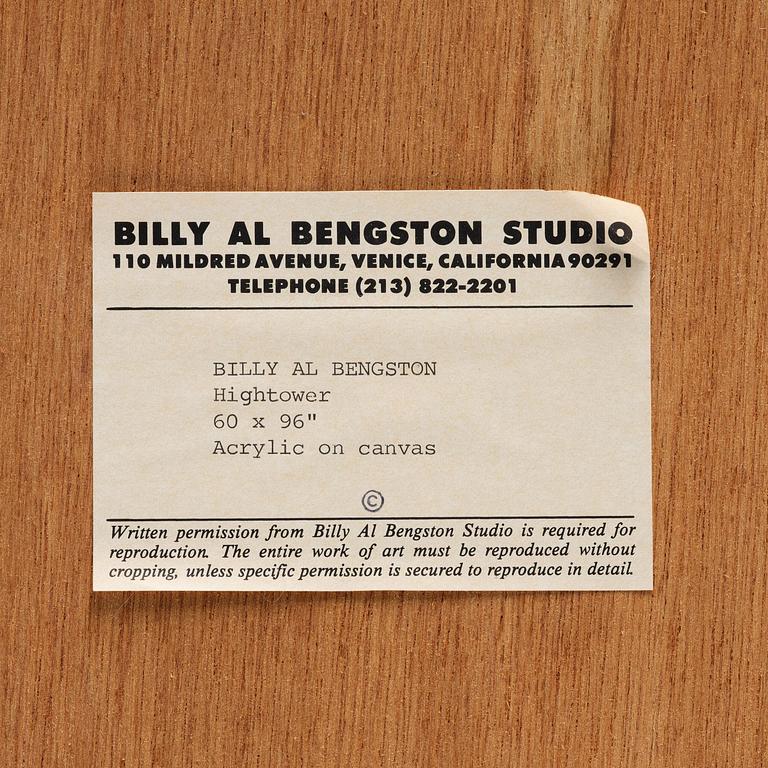 BILLY AL BENGSTON STUDIO
110 MILDRED AVENUE, VENICE, CALIFORNIA 90291
TELEPHONE (213) 822-2201
BILLY AL BENGSTON
Hightower
60 x 96"
Acrylic on canvas
©
Written permission from Billy Al Bengston Studio is required for
reproduction. The entire work of art must be reproduced without
cropping, unless specific permission is secured to reproduce in detail.